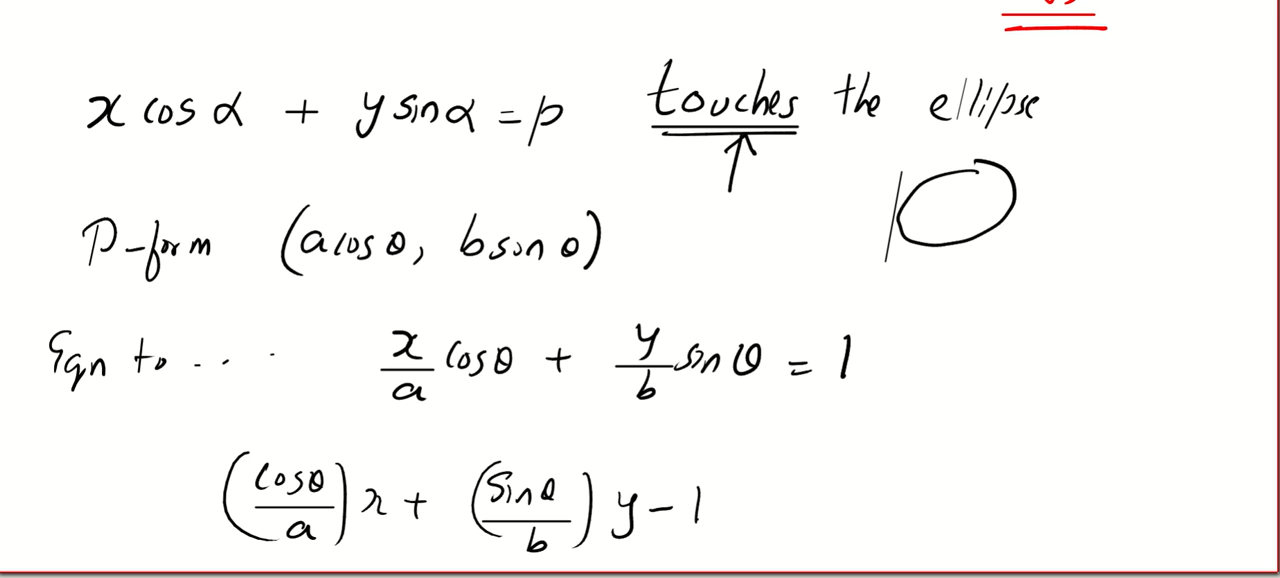 x cos α + y sin α = p touches the ellipse
P-form (a cos θ, b sin θ)
Eqn to ... x/a cos θ + y/b sin θ = 1
(cos θ/a) x + (sin θ/b) y - 1